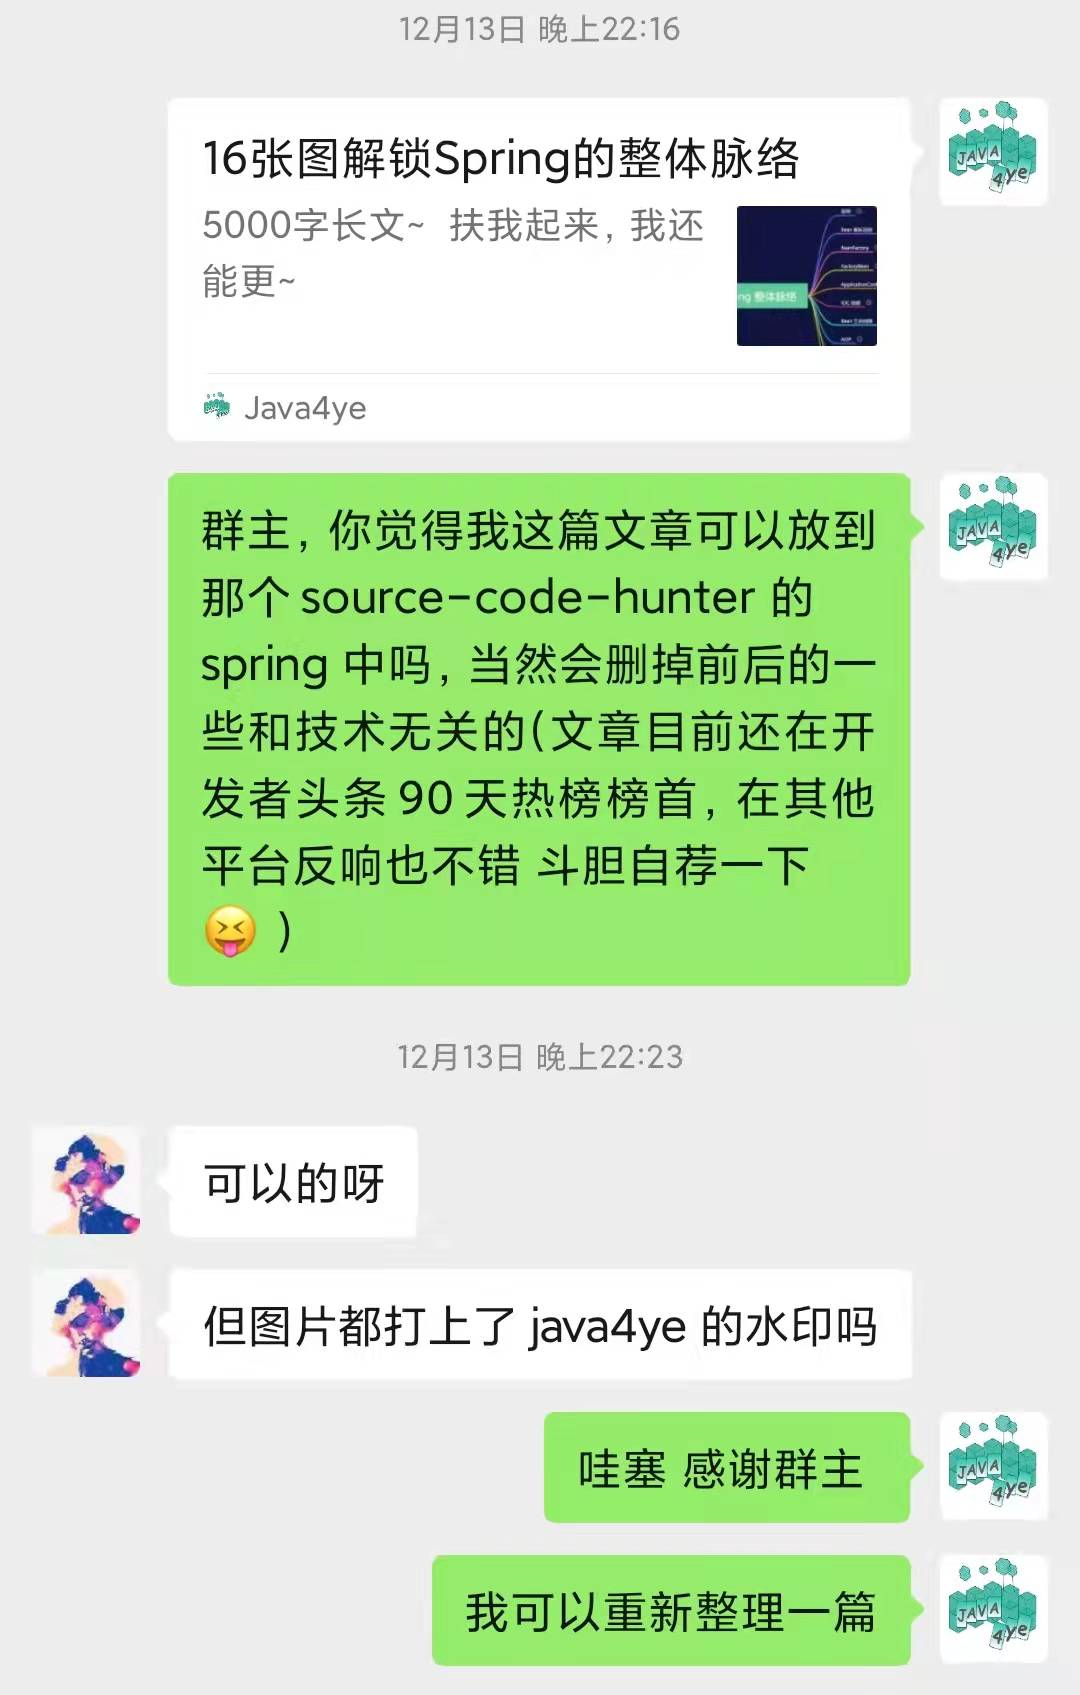 12月13日 晚上22:16
16张图解锁Spring的整体脉络
5000字长文~ 扶我起来, 我还
能更~
ng 整体脉络
Java4ye
JAVA
4ye
群主, 你觉得我这篇文章可以放到
那个 source-code-hunter 的
spring 中吗, 当然会删掉前后的一
些和技术无关的(文章目前还在开
发者头条 90 天热榜榜首, 在其他
平台反响也不错 斗胆自荐一下
😝 )
JAVA
4ye
12月13日 晚上22:23
可以的呀
但图片都打上了 java4ye 的水印吗
哇塞 感谢群主
JAVA
4ye
我可以重新整理一篇
JAVA
4ye